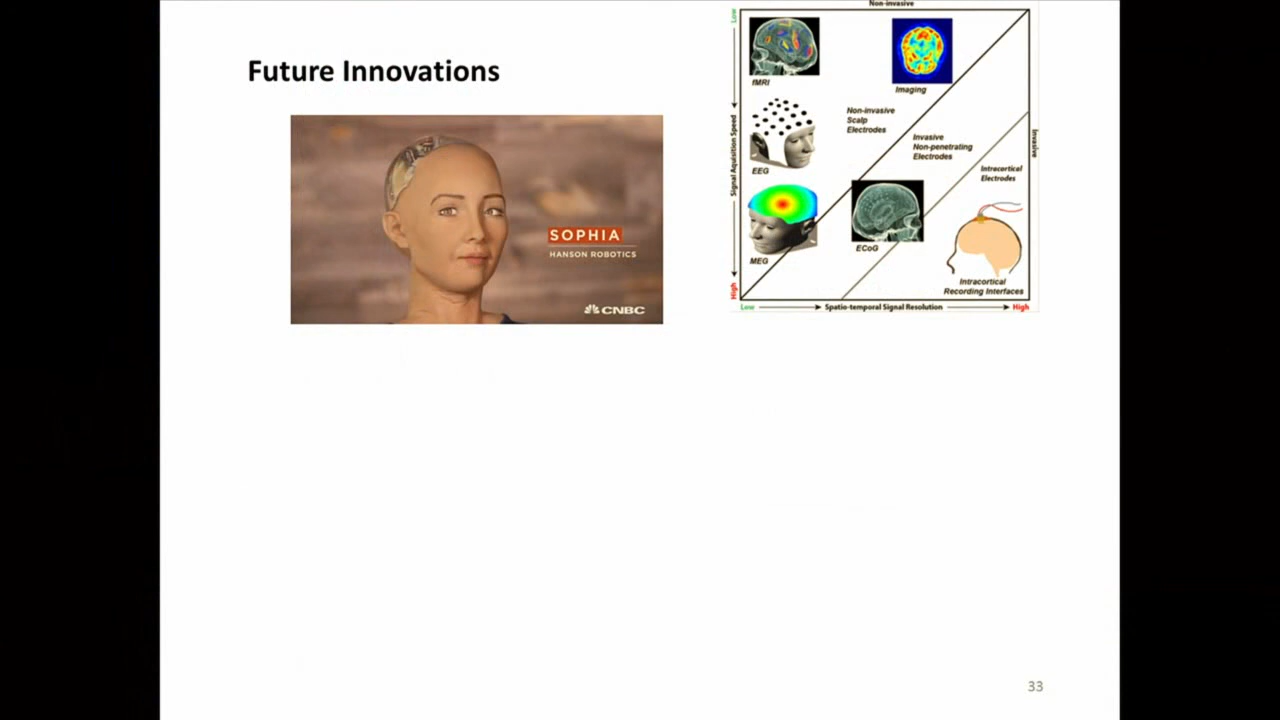 Future Innovations
SOPHIA
HANSON ROBOTICS
CNBC
Non-invasive
Low
Signal Aquisition Speed
High
fMRI
Imaging
Non-invasive
Scalp
Electrodes
EEG
Invasive
Non-penetrating
Electrodes
Invasive
Intracortical
Electrodes
MEG
ECoG
Intracortical
Recording Interfaces
Low
Spatio-temporal Signal Resolution
High
33